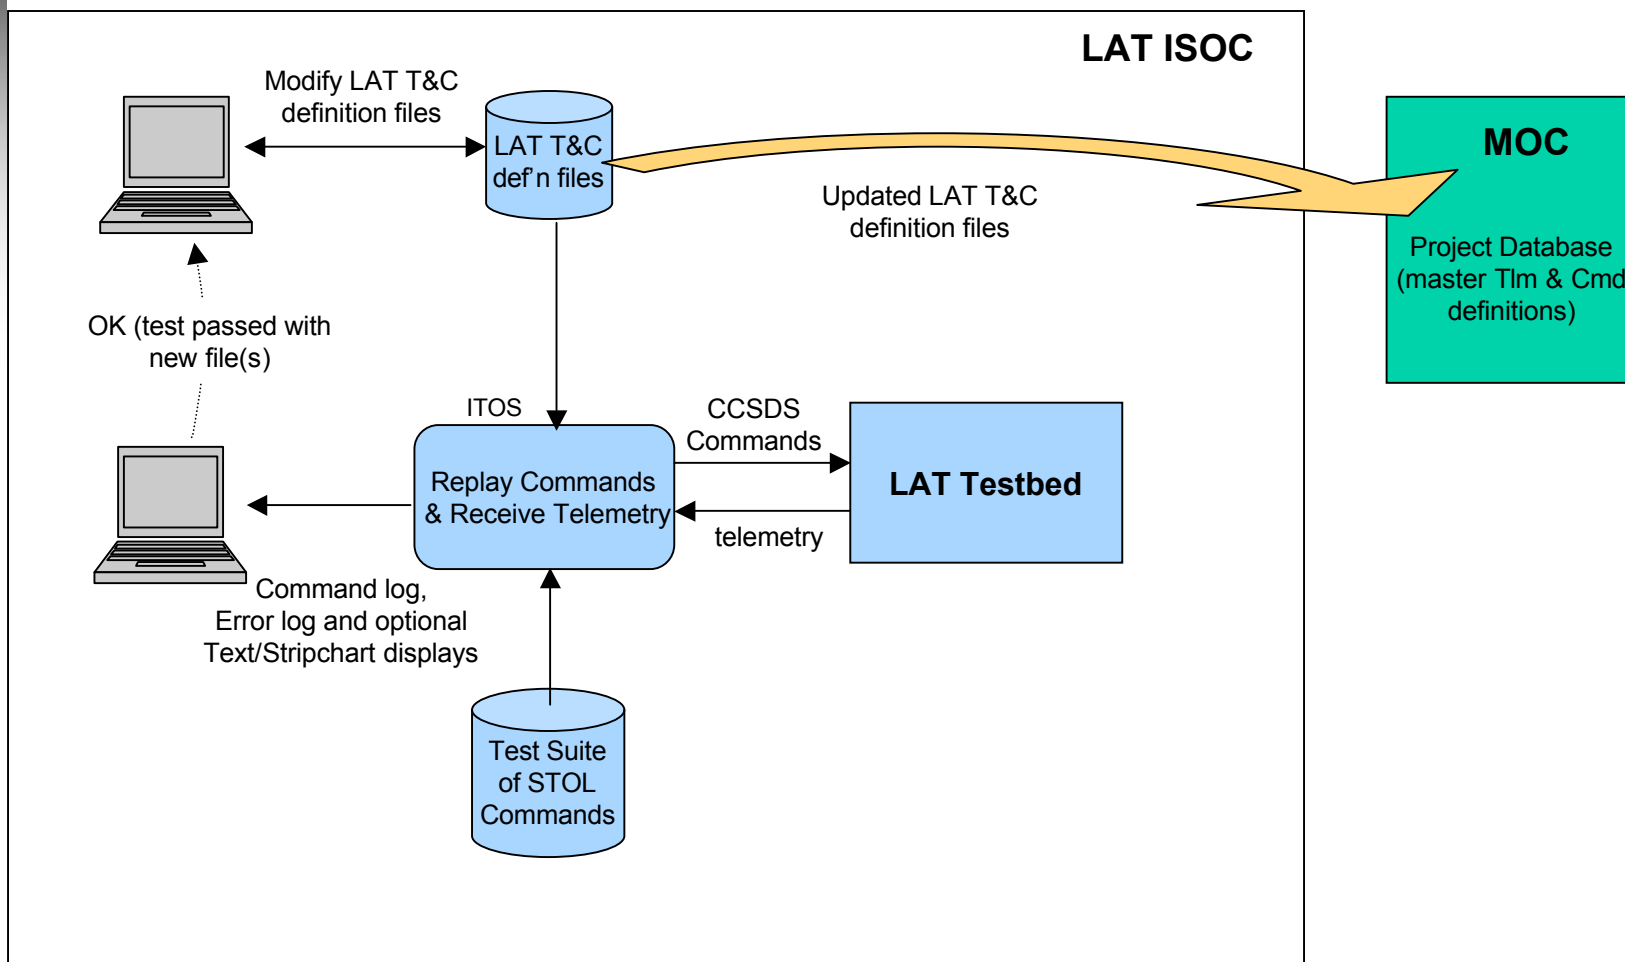 LAT ISOC
Modify LAT T&C
definition files
LAT T&C
def'n files
MOC
Updated LAT T&C
definition files
Project Database
(master Tlm & Cmd
definitions)
OK (test passed with
new file(s)
ITOS
CCSDS
Commands
Replay Commands
& Receive Telemetry
LAT Testbed
telemetry
Command log,
Error log and optional
Text/Stripchart displays
Test Suite
of STOL
Commands